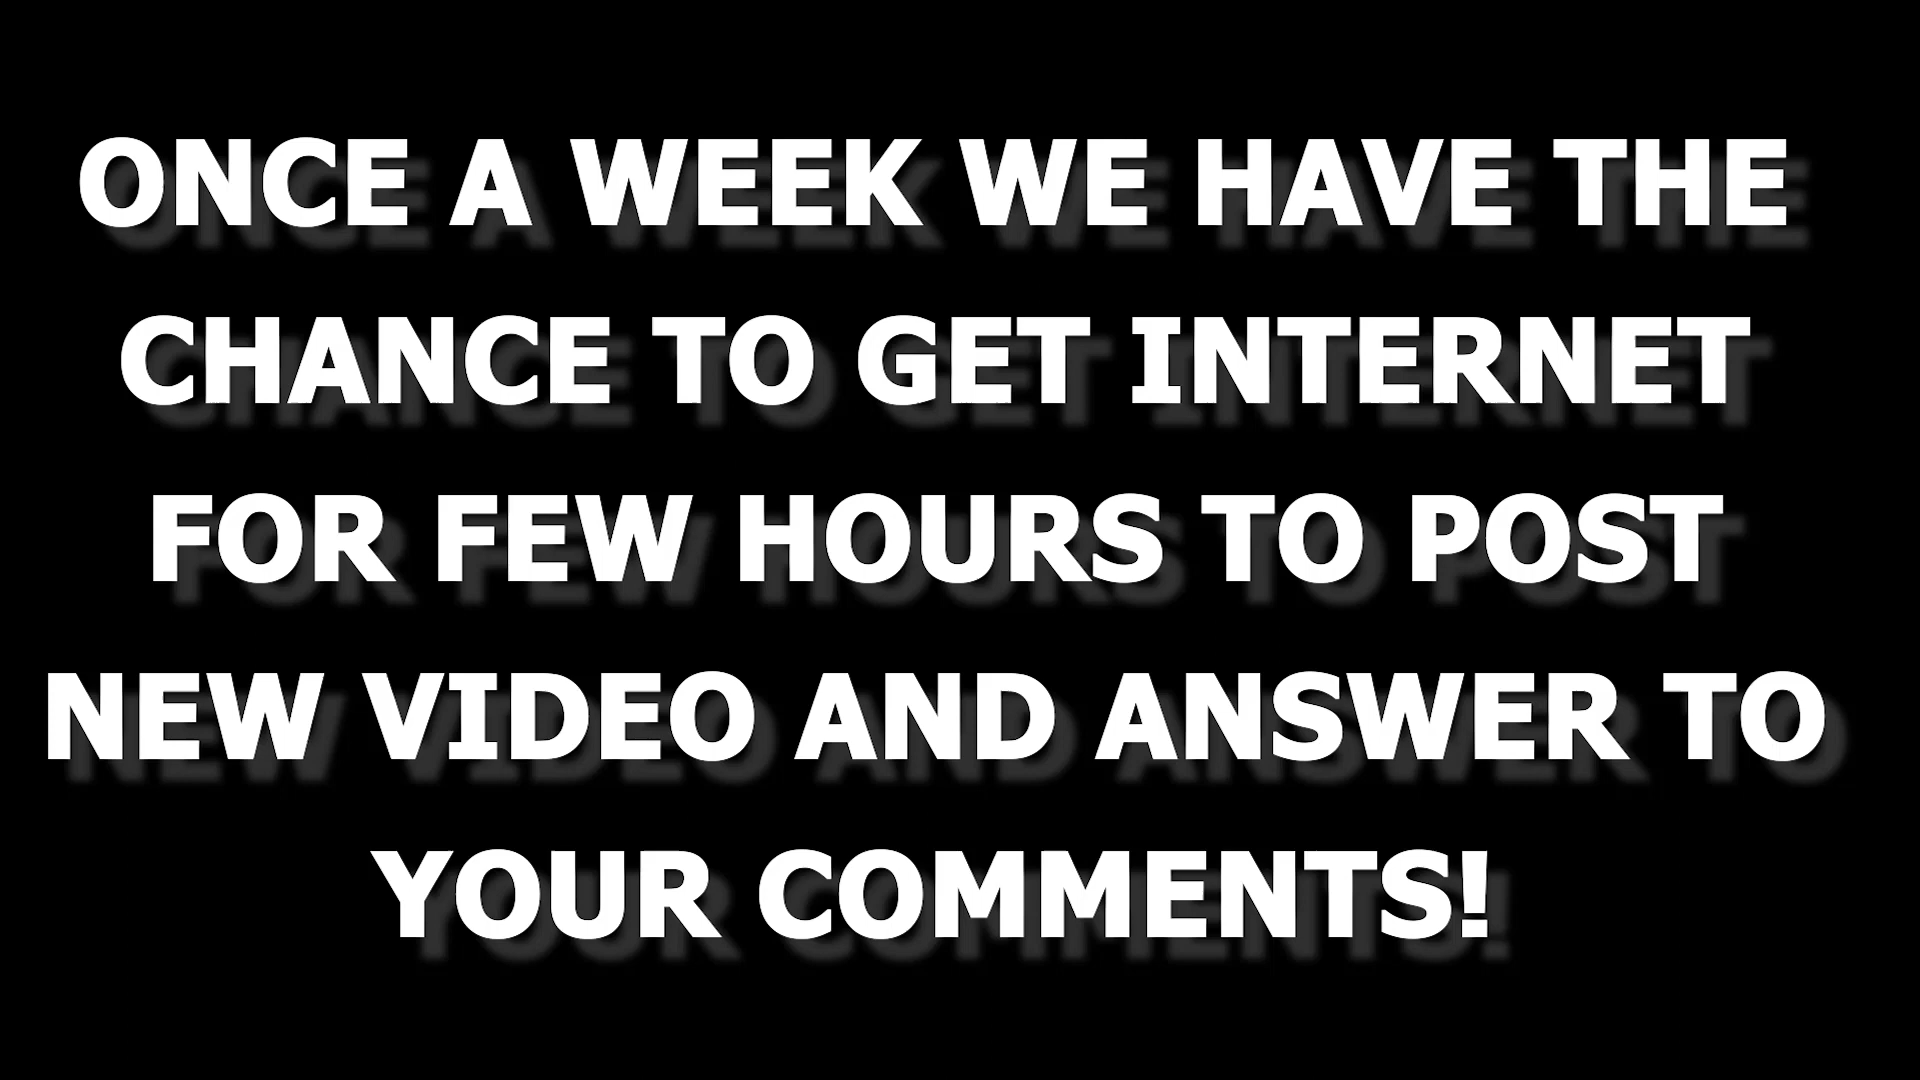 ONCE A WEEK WE HAVE THE
CHANCE TO GET INTERNET
FOR FEW HOURS TO POST
NEW VIDEO AND ANSWER TO
YOUR COMMENTS!